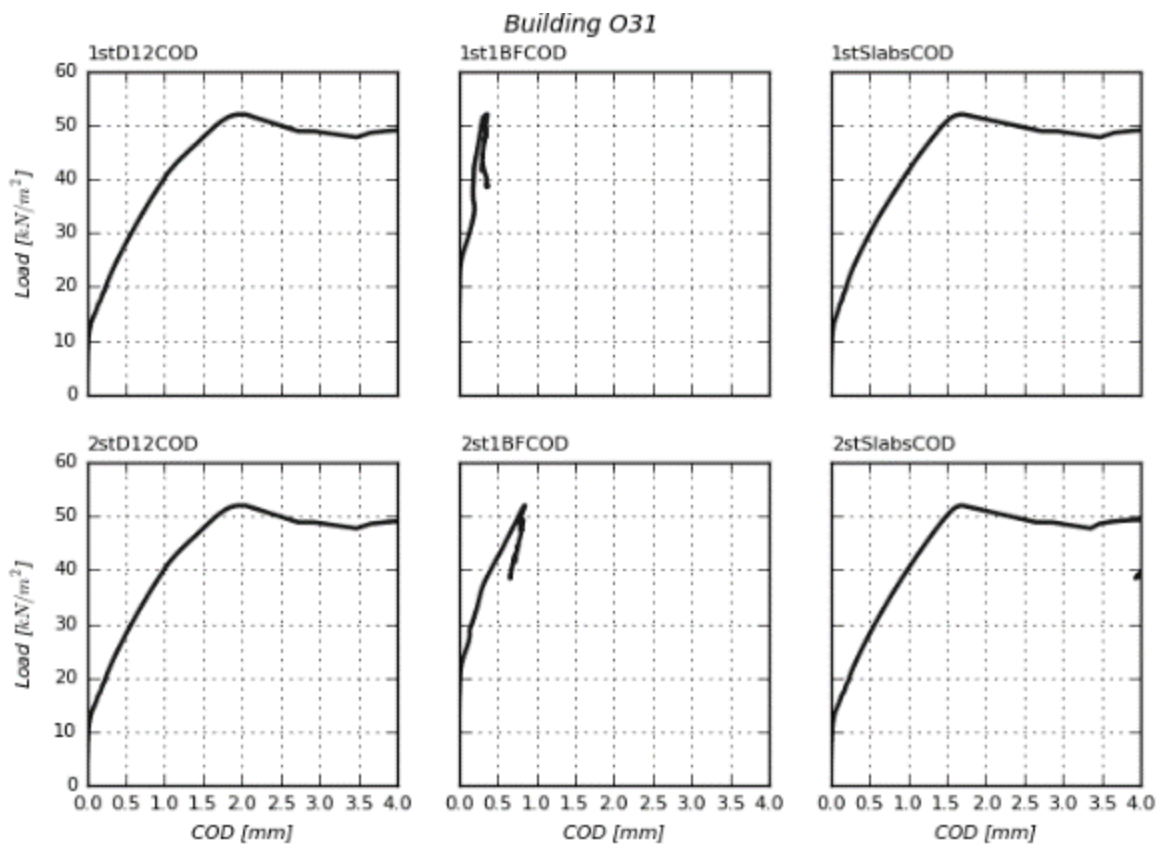 Building O31
1stD12COD
1st1BFCOD
1stSlabsCOD
60
50
40
30
20
10
0
Load [kN/m²]
2stD12COD
2st1BFCOD
2stSlabsCOD
60
50
40
30
20
10
0
Load [kN/m²]
0.0 0.5 1.0 1.5 2.0 2.5 3.0 3.5 4.0
0.0 0.5 1.0 1.5 2.0 2.5 3.0 3.5 4.0
0.0 0.5 1.0 1.5 2.0 2.5 3.0 3.5 4.0
COD [mm]
COD [mm]
COD [mm]